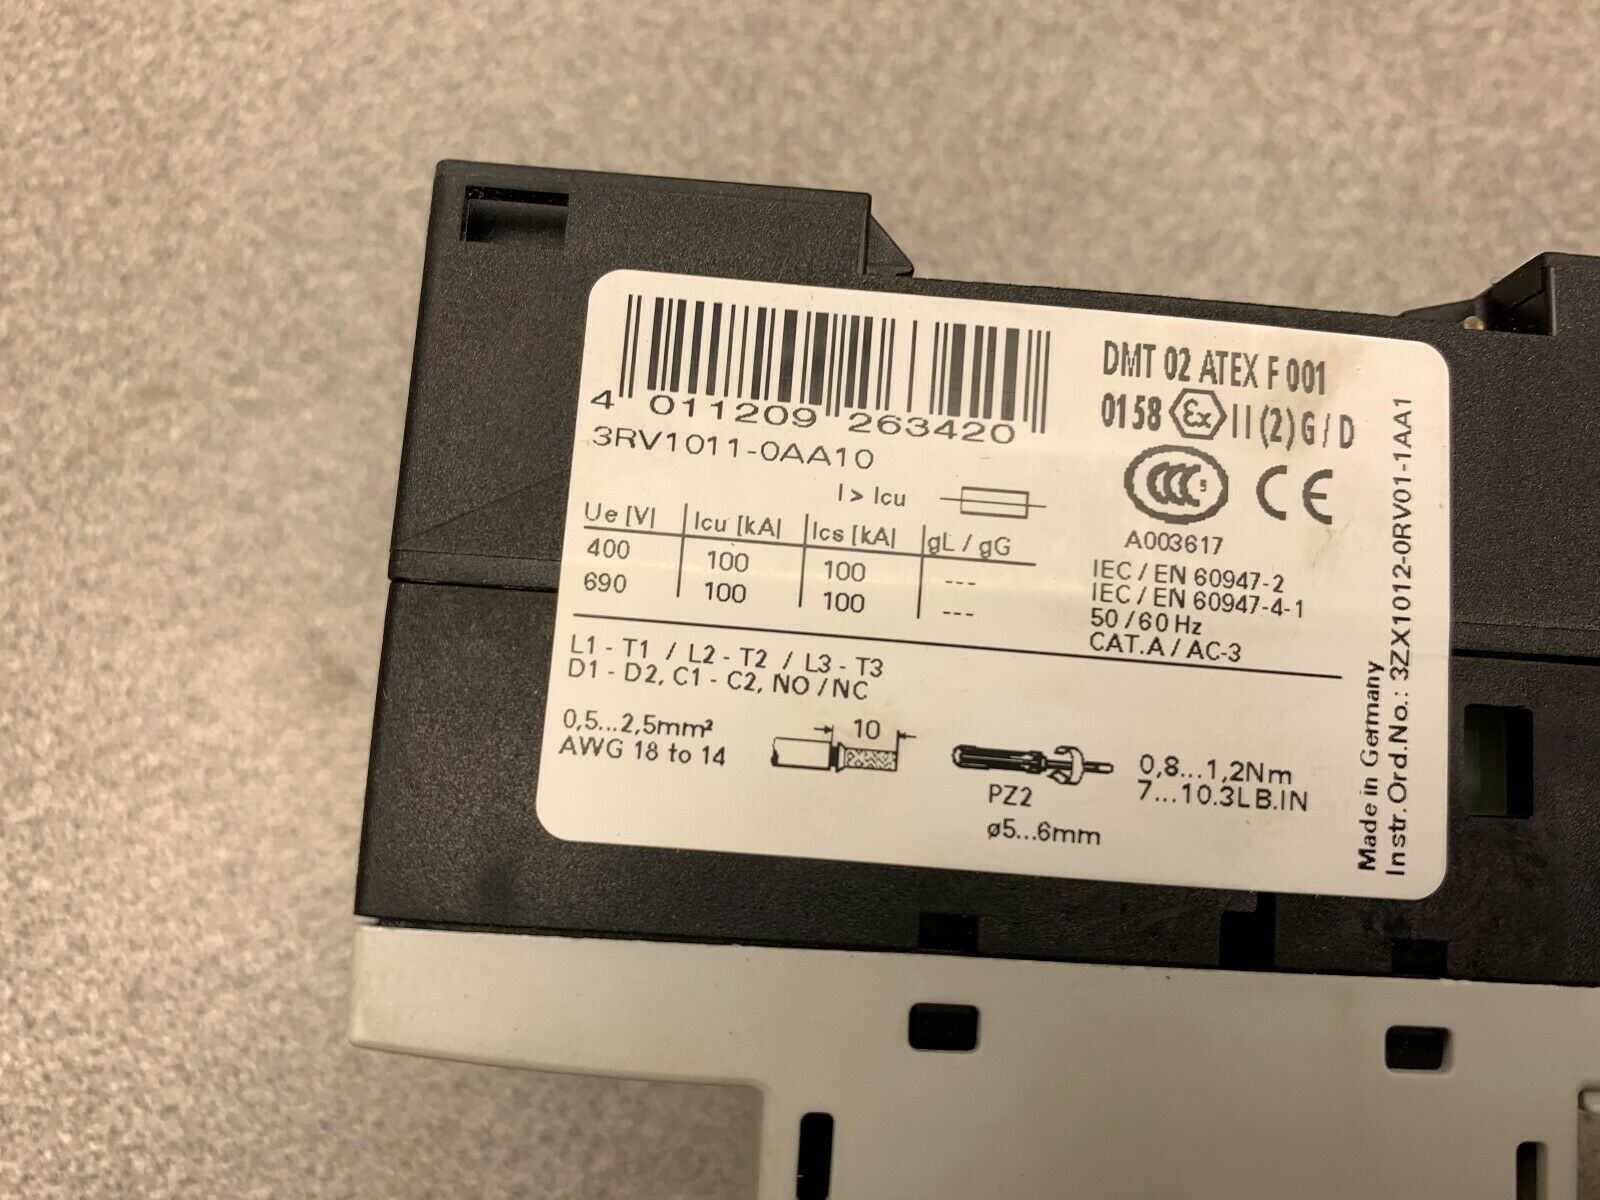 4 011209 263420
3RV1011-0AA10
I > Icu
Ue [V] Icu [kA] Ics [kA] gL / gG
400 100 100 ---
690 100 100 ---
DMT 02 ATEX F 001
0158 Ex II (2) G / D
CCC S CE
A003617
IEC / EN 60947-2
IEC / EN 60947-4-1
50 / 60 Hz
CAT.A / AC-3
L1 - T1 / L2 - T2 / L3 - T3
D1 - D2, C1 - C2, NO / NC
0,5...2,5mm²
AWG 18 to 14
10
PZ2
ø5...6mm
0,8...1,2Nm
7...10.3LB.IN
Made in Germany
Instr. Ord.No.: 3ZX1012-0RV01-1AA1